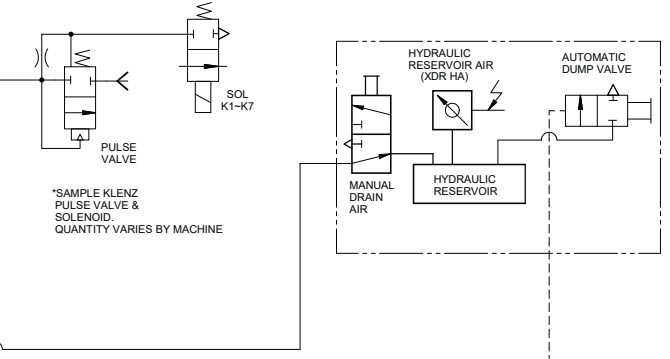 HYDRAULIC
RESERVOIR AIR
(XDR HA)
AUTOMATIC
DUMP VALVE
SOL
K1~K7
PULSE
VALVE
*SAMPLE KLENZ
PULSE VALVE &
SOLENOID.
QUANTITY VARIES BY MACHINE
MANUAL
DRAIN
AIR
HYDRAULIC
RESERVOIR